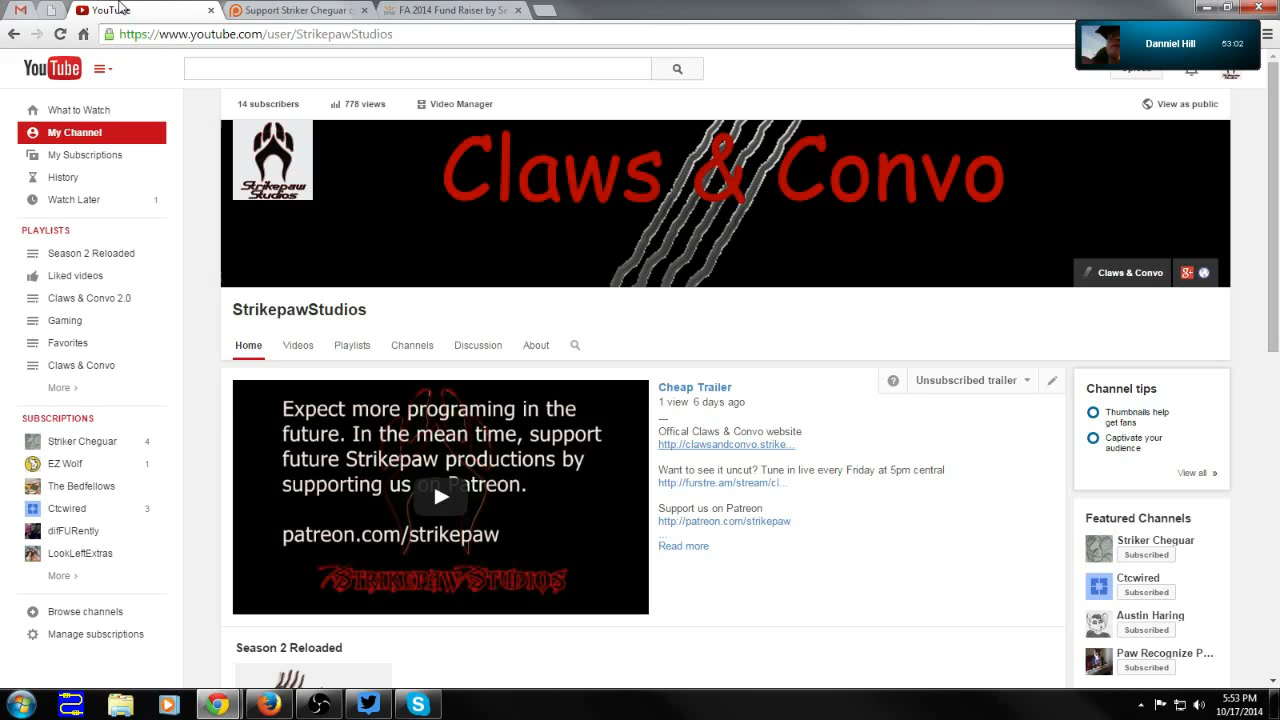 YouTube
Support Striker Cheguar c
FA 2014 Fund Raiser by Se
https://www.youtube.com/user/StrikepawStudios
Danniel Hill
53:02
YouTube
14 subscribers
778 views
Video Manager
View as public
What to Watch
My Channel
My Subscriptions
History
Watch Later
1
PLAYLISTS
Season 2 Reloaded
Liked videos
Claws & Convo 2.0
Gaming
Favorites
Claws & Convo
More ›
SUBSCRIPTIONS
Striker Cheguar
4
EZ Wolf
1
The Bedfellows
Ctcwired
3
difFURently
LookLeftExtras
More ›
Browse channels
Manage subscriptions
Strikepaw
Studios
Claws & Convo
Claws & Convo
StrikepawStudios
Home
Videos
Playlists
Channels
Discussion
About
Expect more programing in the
future. In the mean time, support
future Strikepaw productions by
supporting us on Patreon.
patreon.com/strikepaw
Strikepaw Studios
Cheap Trailer
1 view 6 days ago
—
Offical Claws & Convo website
http://clawsandconvo.strike...
Want to see it uncut? Tune in live every Friday at 5pm central
http://furstre.am/stream/cl...
Support us on Patreon
http://patreon.com/strikepaw
...
Read more
Unsubscribed trailer
Season 2 Reloaded
Channel tips
Thumbnails help
get fans
Captivate your
audience
View all »
Featured Channels
Striker Cheguar
Subscribed
Ctcwired
Subscribed
Austin Haring
Subscribed
Paw Recognize P...
Subscribed
5:53 PM
10/17/2014